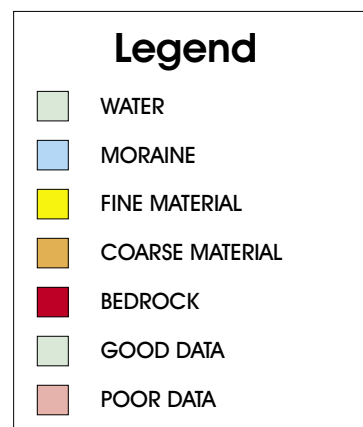 Legend
WATER
MORAINE
FINE MATERIAL
COARSE MATERIAL
BEDROCK
GOOD DATA
POOR DATA